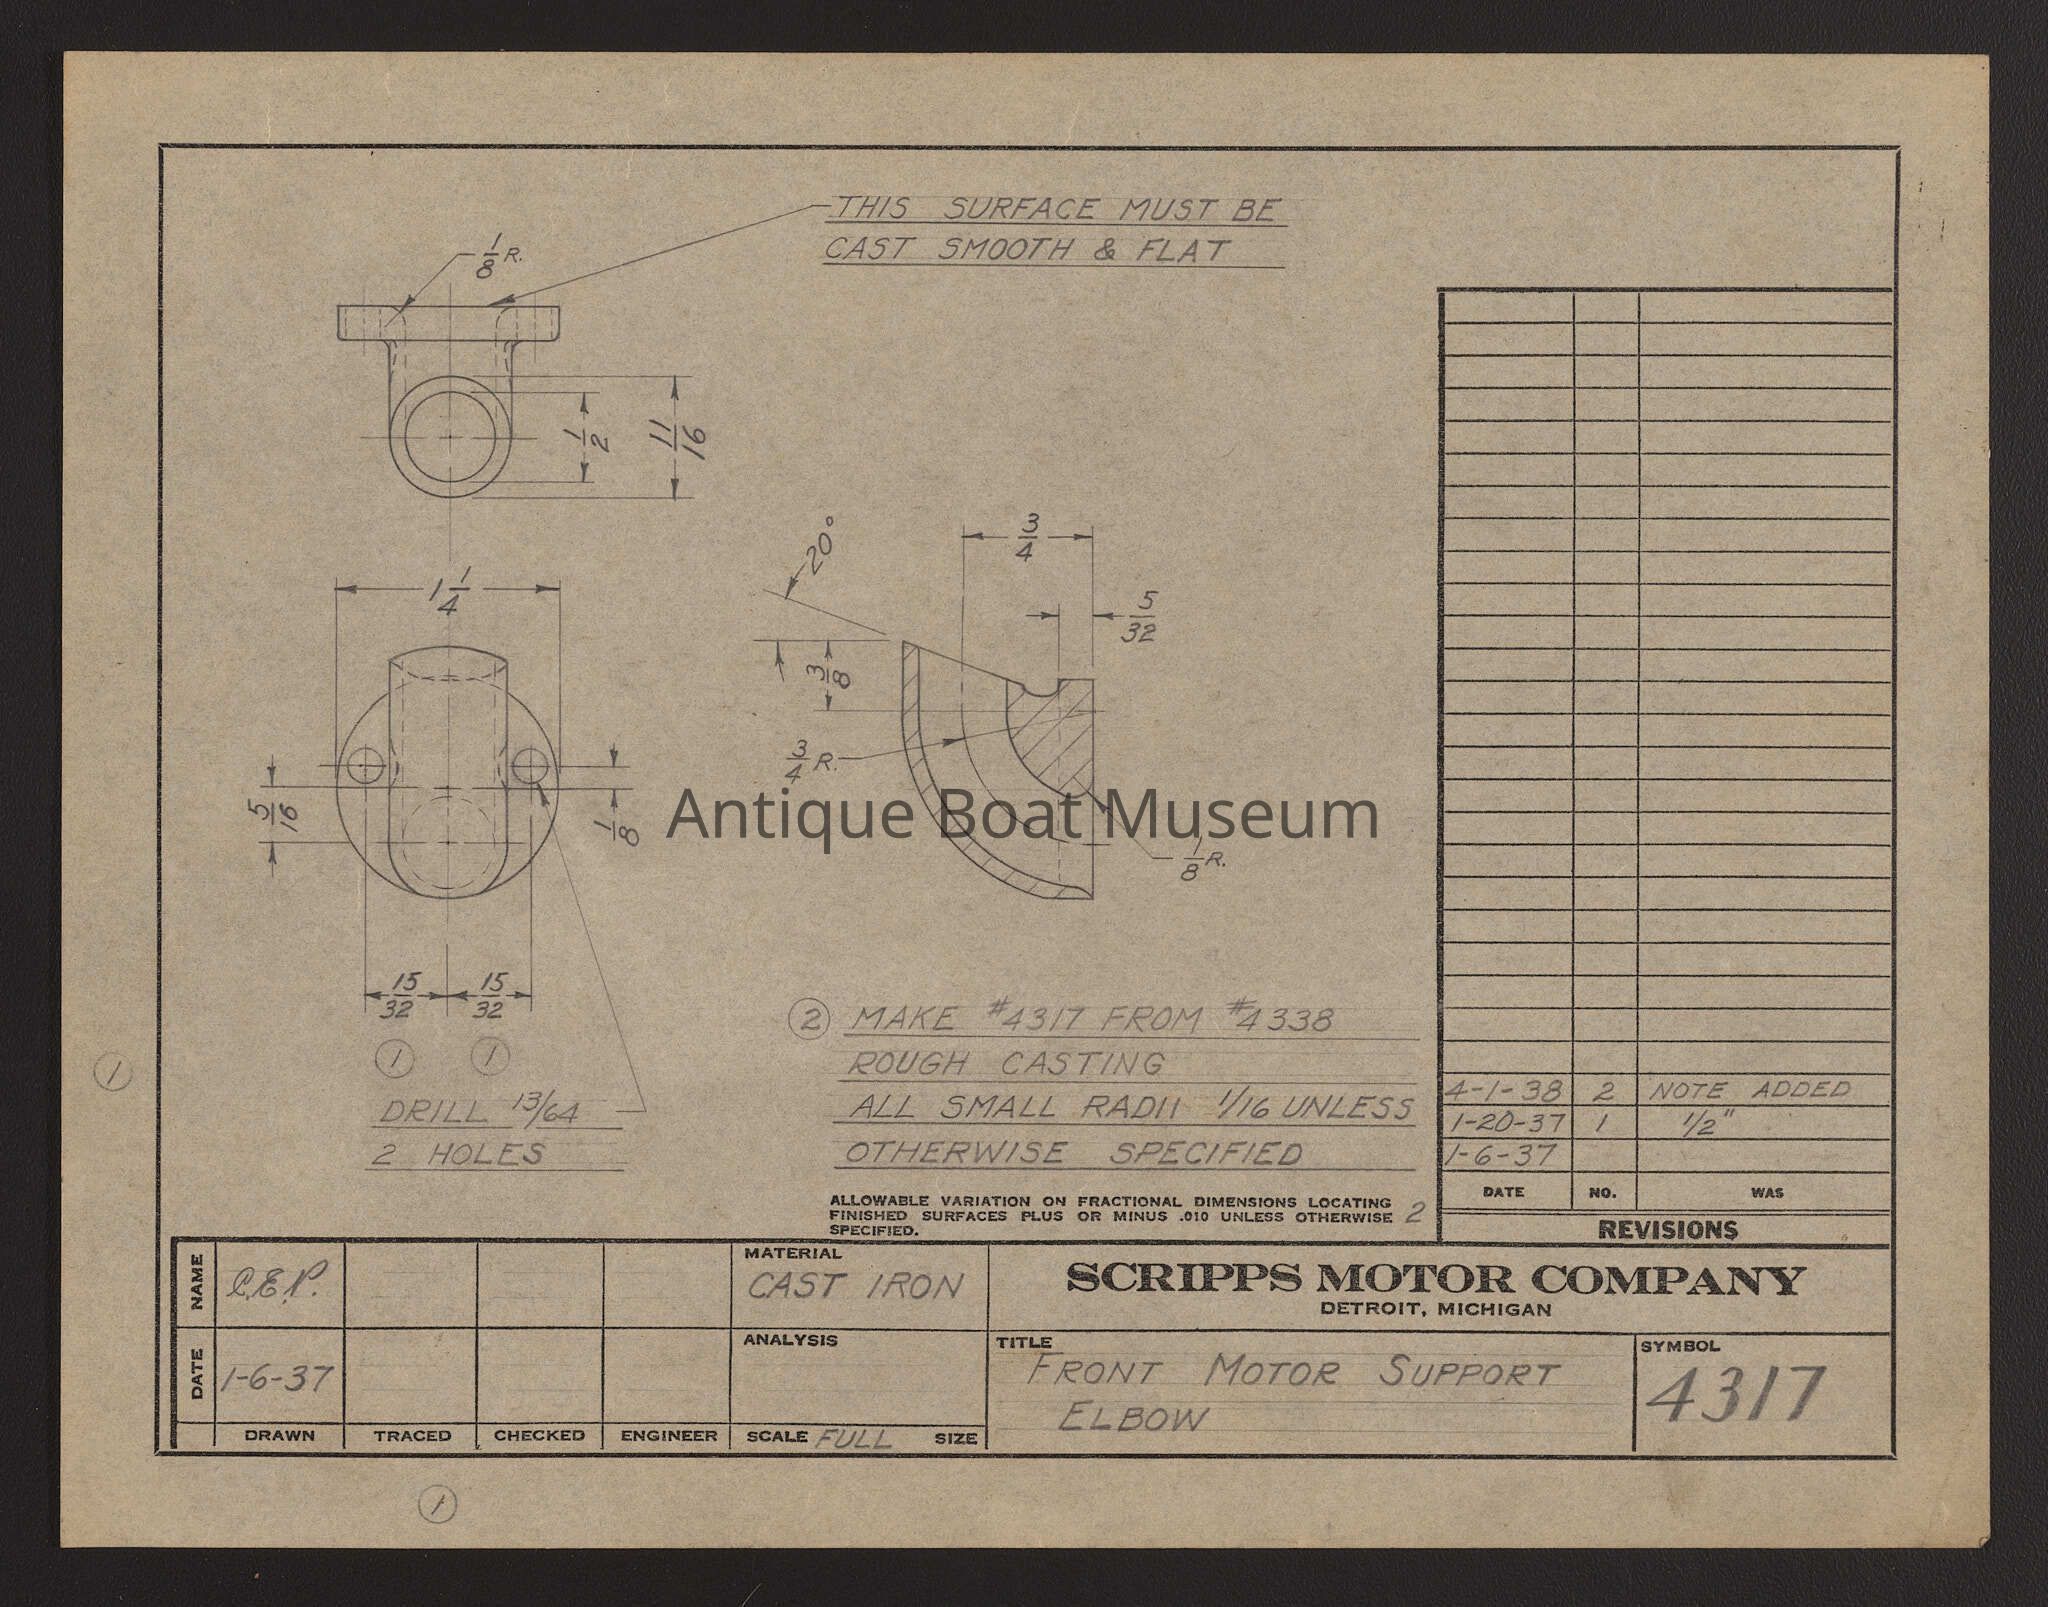 THIS SURFACE MUST BE
CAST SMOOTH & FLAT
1/8 R.
1/2
11/16
20°
3/4
5/32
3/8
3/4 R.
1/8 R.
1 1/4
5/16
1/8
15/32 15/32
1 1
1
DRILL 13/64
2 HOLES
Antique Boat Museum
2 MAKE #4317 FROM #4338
ROUGH CASTING
ALL SMALL RADII 1/16 UNLESS
OTHERWISE SPECIFIED
ALLOWABLE VARIATION ON FRACTIONAL DIMENSIONS LOCATING
FINISHED SURFACES PLUS OR MINUS .010 UNLESS OTHERWISE 2
SPECIFIED.
4-1-38 2 NOTE ADDED
1-20-37 1 1/2"
1-6-37
DATE NO. WAS
REVISIONS
NAME
DATE
1-6-37
DRAWN TRACED CHECKED ENGINEER
MATERIAL
CAST IRON
ANALYSIS
SCALE FULL SIZE
SCRIPPS MOTOR COMPANY
DETROIT, MICHIGAN
TITLE
FRONT MOTOR SUPPORT
ELBOW
SYMBOL
4317
1